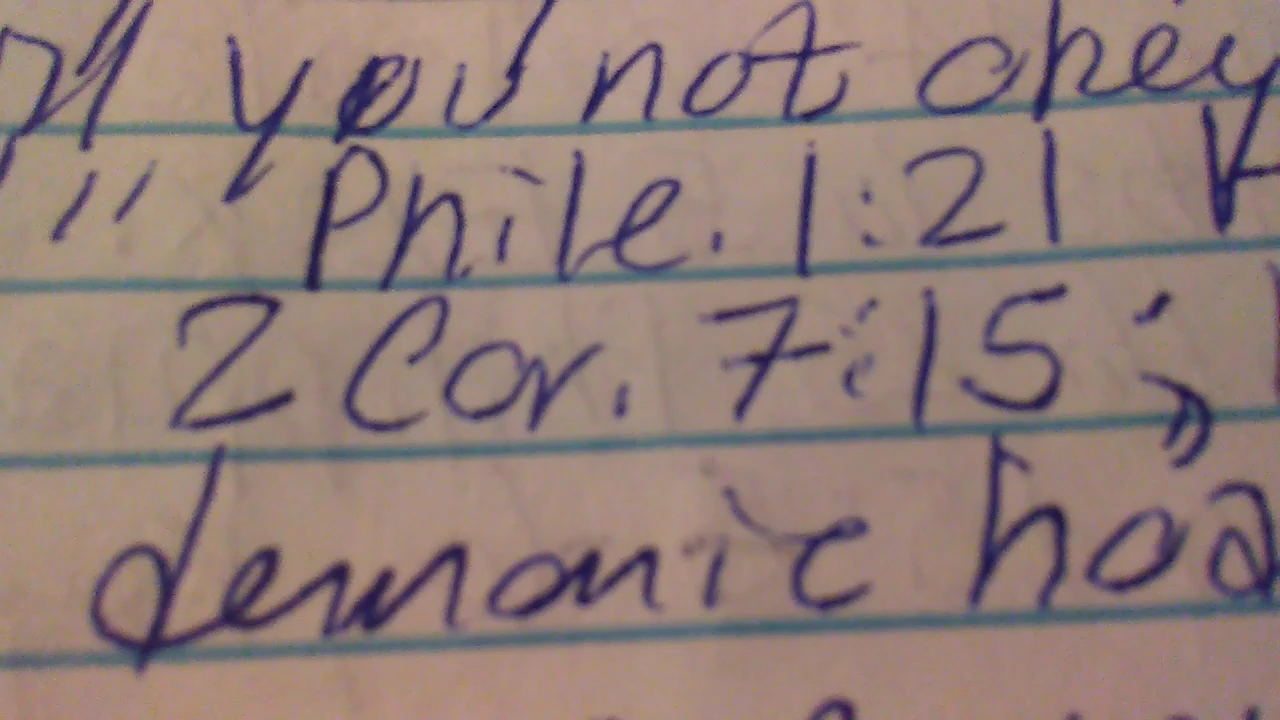 you not obey
" " Phile. 1:21
2 Cor. 7:15;
demonic